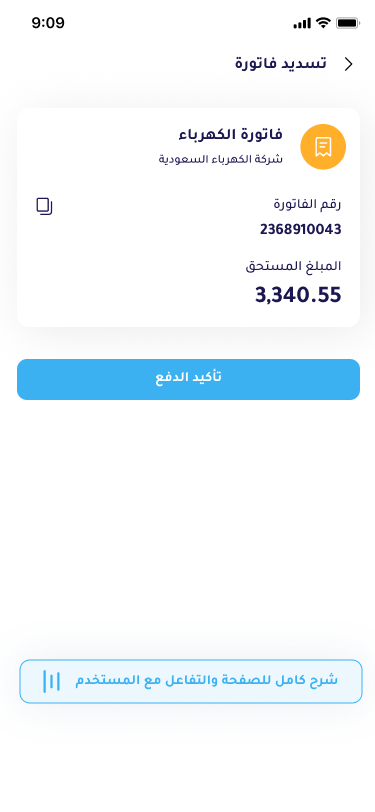 9:09
تسديد فاتورة
فاتورة الكهرباء
شركة الكهرباء السعودية
رقم الفاتورة
2368910043
المبلغ المستحق
3,340.55
تأكيد الدفع
شرح كامل للصفحة والتفاعل مع المستخدم